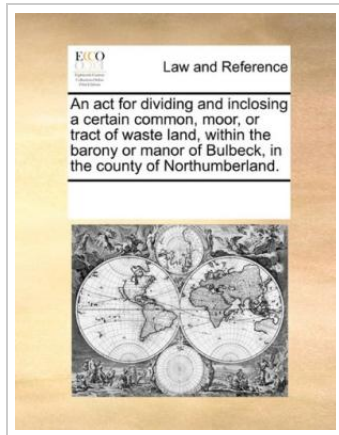 ECCO
Law and Reference
An act for dividing and inclosing
a certain common, moor, or
tract of waste land, within the
barony or manor of Bulbeck, in
the county of Northumberland.